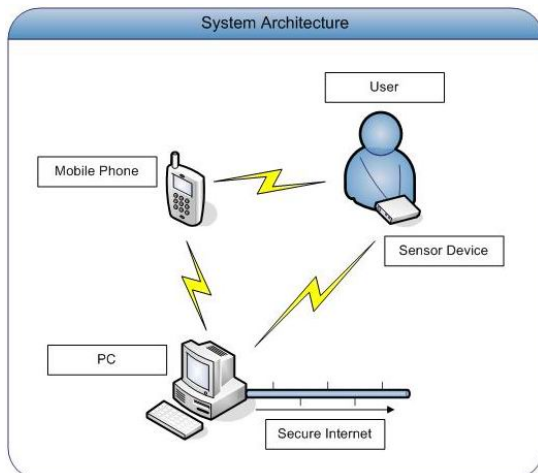 System Architecture
User
Mobile Phone
Sensor Device
PC
Secure Internet